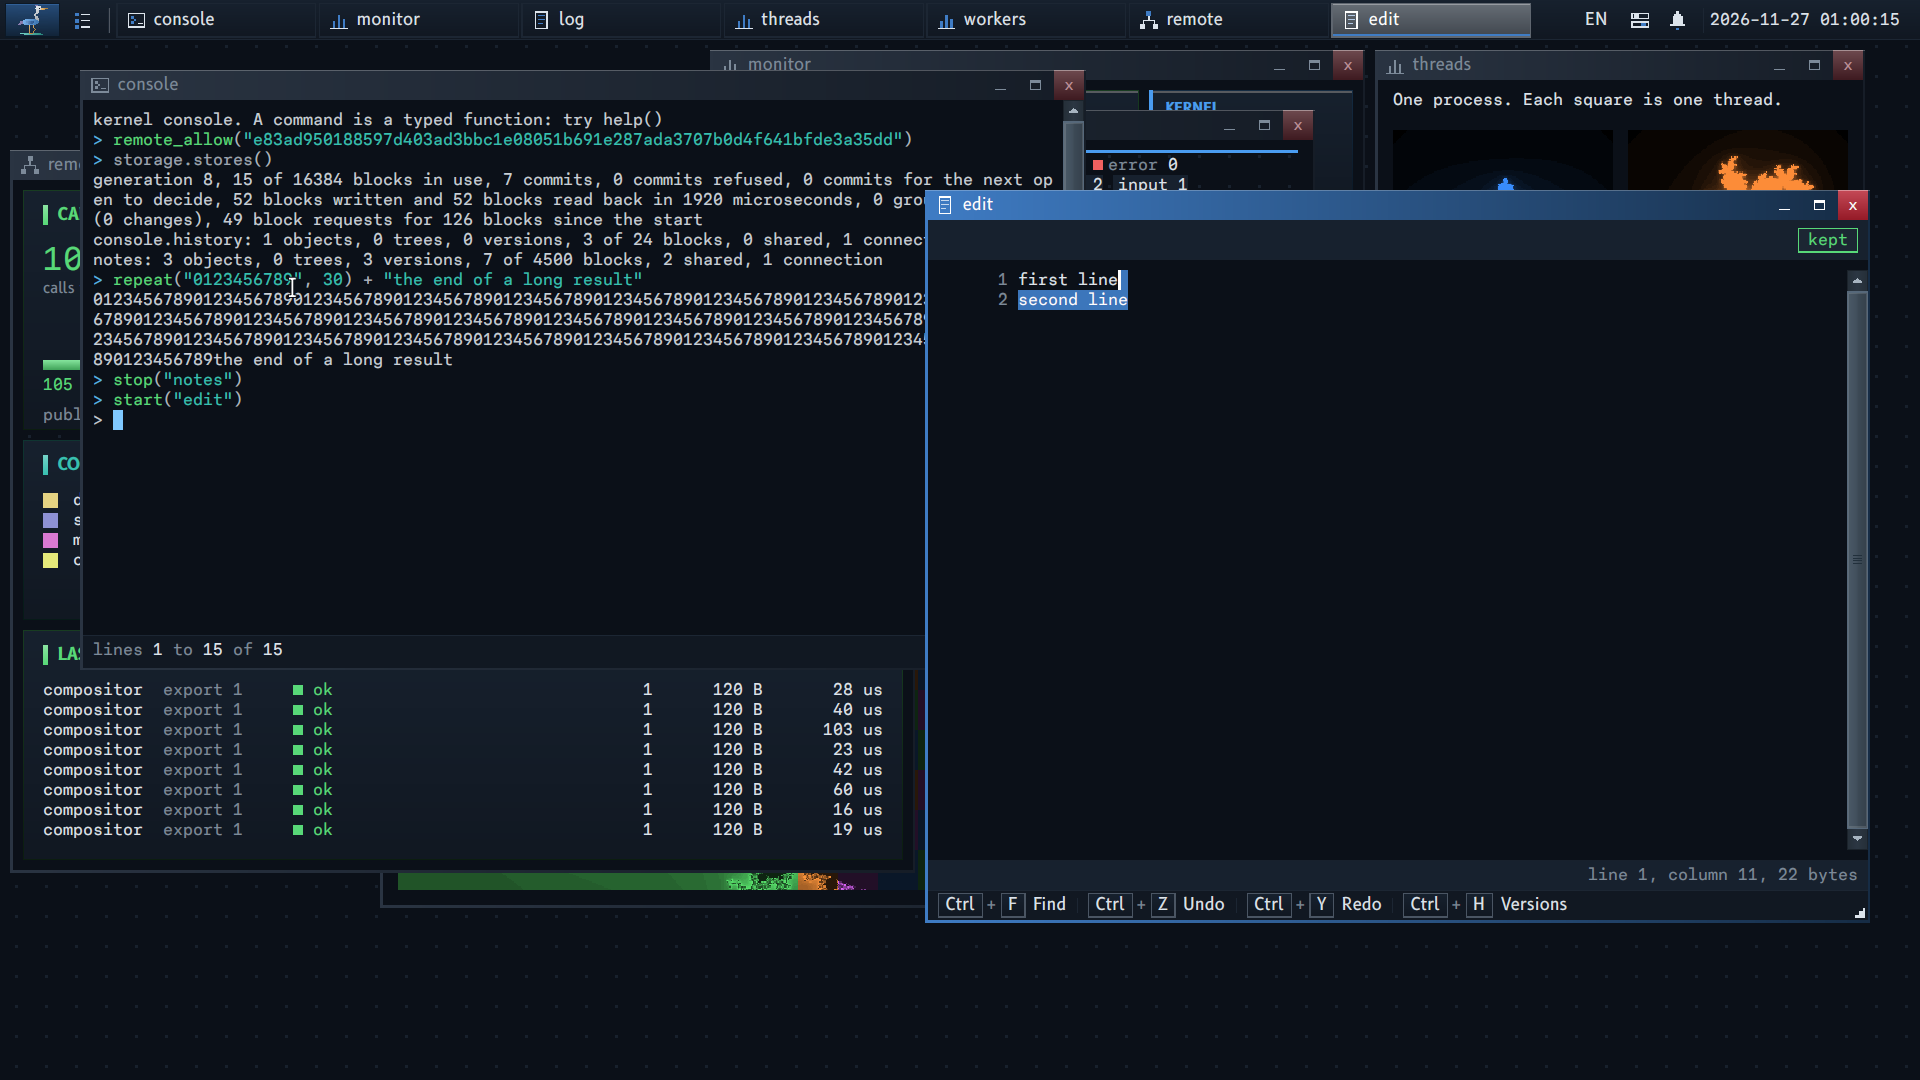 console monitor log threads workers remote edit EN 2026-11-27 01:00:15
monitor
threads
One process. Each square is one thread.
KERNEL
error 0
2 input 1
console
kernel console. A command is a typed function: try help()
> remote_allow("e83ad950188597d403ad3bbc1e08051b691e287ada3707b0d4f641bfde3a35dd")
> storage.stores()
generation 8, 15 of 16384 blocks in use, 7 commits, 0 commits refused, 0 commits for the next op
en to decide, 52 blocks written and 52 blocks read back in 1920 microseconds, 0 gro
(0 changes), 49 block requests for 126 blocks since the start
console.history: 1 objects, 0 trees, 0 versions, 3 of 24 blocks, 0 shared, 1 connec
notes: 3 objects, 0 trees, 3 versions, 7 of 4500 blocks, 2 shared, 1 connection
> repeat("0123456789", 30) + "the end of a long result"
01234567890123456789012345678901234567890123456789012345678901234567890123456789012
67890123456789012345678901234567890123456789012345678901234567890123456789012345678
23456789012345678901234567890123456789012345678901234567890123456789012345678901234
890123456789the end of a long result
> stop("notes")
> start("edit")
>
lines 1 to 15 of 15
rem
CA
10
calls
105
publ
CO
c
s
m
c
LAS
compositor export 1 ok 1 120 B 28 us
compositor export 1 ok 1 120 B 40 us
compositor export 1 ok 1 120 B 103 us
compositor export 1 ok 1 120 B 23 us
compositor export 1 ok 1 120 B 42 us
compositor export 1 ok 1 120 B 60 us
compositor export 1 ok 1 120 B 16 us
compositor export 1 ok 1 120 B 19 us
edit
kept
1 first line
2 second line
line 1, column 11, 22 bytes
Ctrl + F Find Ctrl + Z Undo Ctrl + Y Redo Ctrl + H Versions